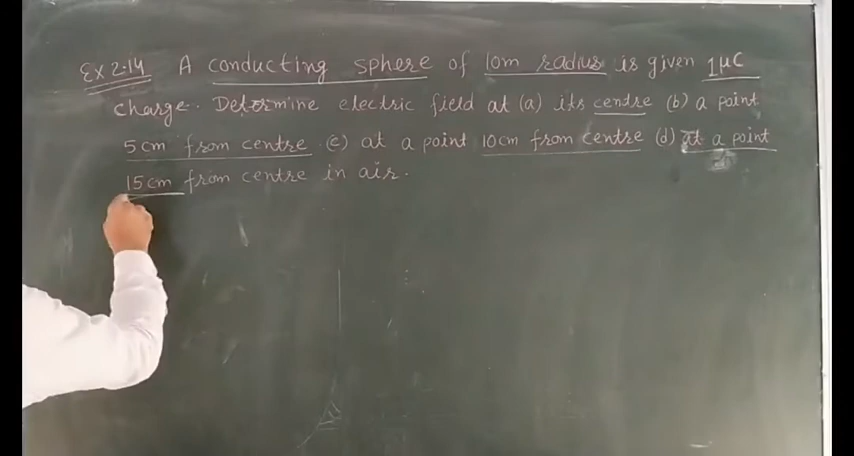 Ex 2.14 A conducting sphere of 10m radius is given 1μC
charge. Determine electric field at (a) its centre (b) a point
5cm from centre. (c) at a point 10cm from centre (d) at a point
15cm from centre in air.